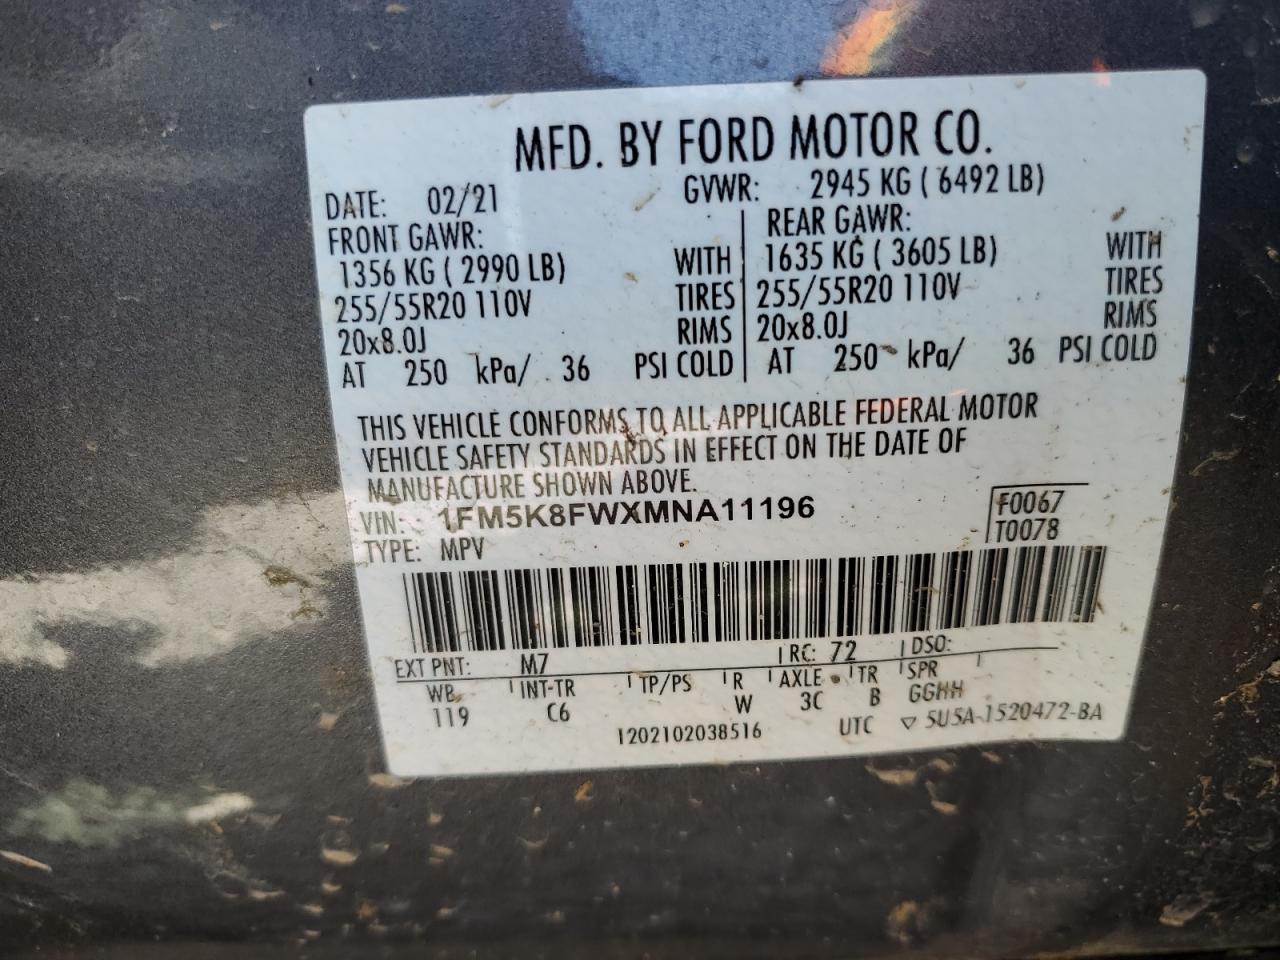 MFD. BY FORD MOTOR CO.
DATE: 02/21 GVWR: 2945 KG ( 6492 LB)
FRONT GAWR: REAR GAWR:
1356 KG ( 2990 LB) WITH 1635 KG ( 3605 LB) WITH
255/55R20 110V TIRES 255/55R20 110V TIRES
20x8.0J RIMS 20x8.0J RIMS
AT 250 kPa/ 36 PSI COLD AT 250 kPa/ 36 PSI COLD
THIS VEHICLE CONFORMS TO ALL APPLICABLE FEDERAL MOTOR
VEHICLE SAFETY STANDARDS IN EFFECT ON THE DATE OF
MANUFACTURE SHOWN ABOVE.
VIN: 1FM5K8FWXMNA11196 F0067
TYPE: MPV T0078
EXT PNT: M7 RC: 72 DSO:
WB INT-TR TP/PS R AXLE TR SPR
119 C6 W 3C B GGHH
1202102038516 UTC ▽ SU5A-1520472-BA